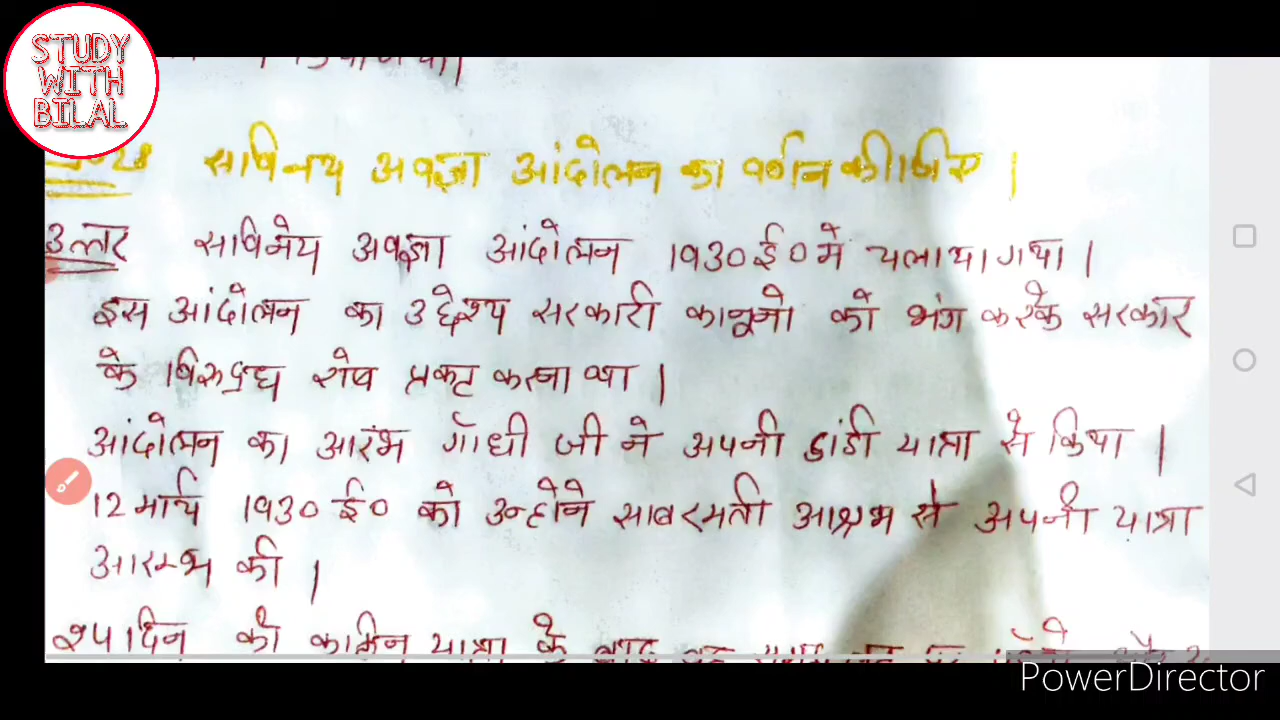 STUDY
WITH
BILAL
सविनय अवज्ञा आंदोलन का वर्णन कीजिए ।
उत्तर सविनेय अवज्ञा आंदोलन 1930 ई० में चलाया गया ।
इस आंदोलन का उद्देश्य सरकारी कानूनो को भंग करके सरकार
के विरुद्ध रोष प्रकट करना था ।
आंदोलन का आरंभ गाँधी जी ने अपनी डांडी यात्रा से किया ।
12 मार्च 1930 ई० को उन्होने साबरमती आश्रम से अपनी यात्रा
आरम्भ की ।
दिन की कठिन यात्रा के बाद
PowerDirector